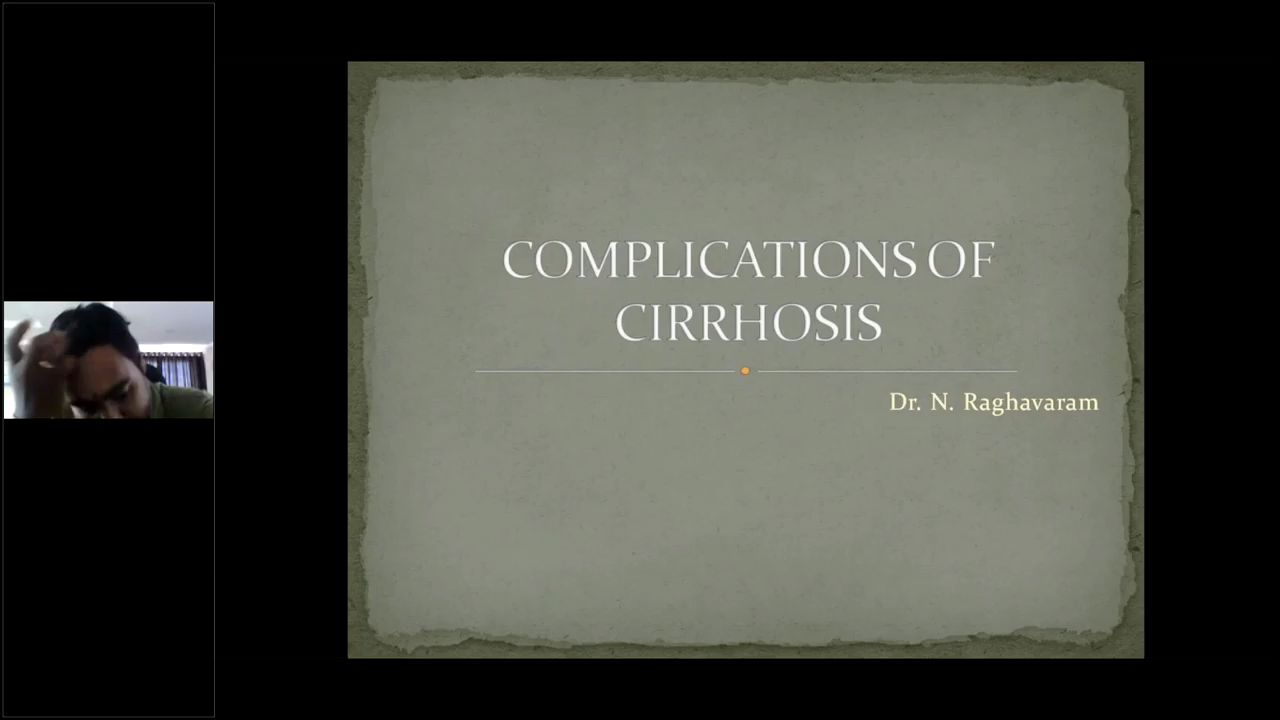 COMPLICATIONS OF
CIRRHOSIS
Dr. N. Raghavaram